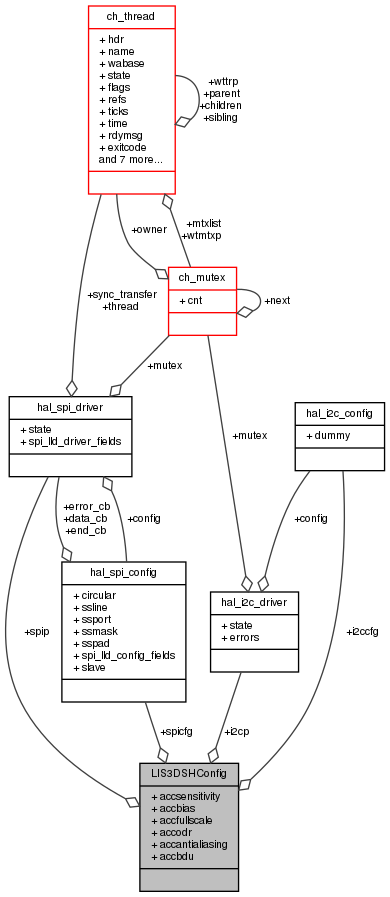 ch_thread
+ hdr
+ name
+ wabase
+ state
+ flags
+ refs
+ ticks
+ time
+ rdymsg
+ exitcode
and 7 more...
+wttrp
+parent
+children
+sibling
+owner
+mtxlist
+wtmtxp
ch_mutex
+ cnt
+next
+sync_transfer
+thread
+mutex
hal_spi_driver
+ state
+ spi_lld_driver_fields
hal_i2c_config
+ dummy
+mutex
+error_cb
+data_cb
+end_cb
+config
+config
hal_spi_config
+ circular
+ ssline
+ ssport
+ ssmask
+ sspad
+ spi_lld_config_fields
+ slave
hal_i2c_driver
+ state
+ errors
+spip
+i2ccfg
+spicfg
+i2cp
LIS3DSHConfig
+ accsensitivity
+ accbias
+ accfullscale
+ accodr
+ accantialiasing
+ accbdu